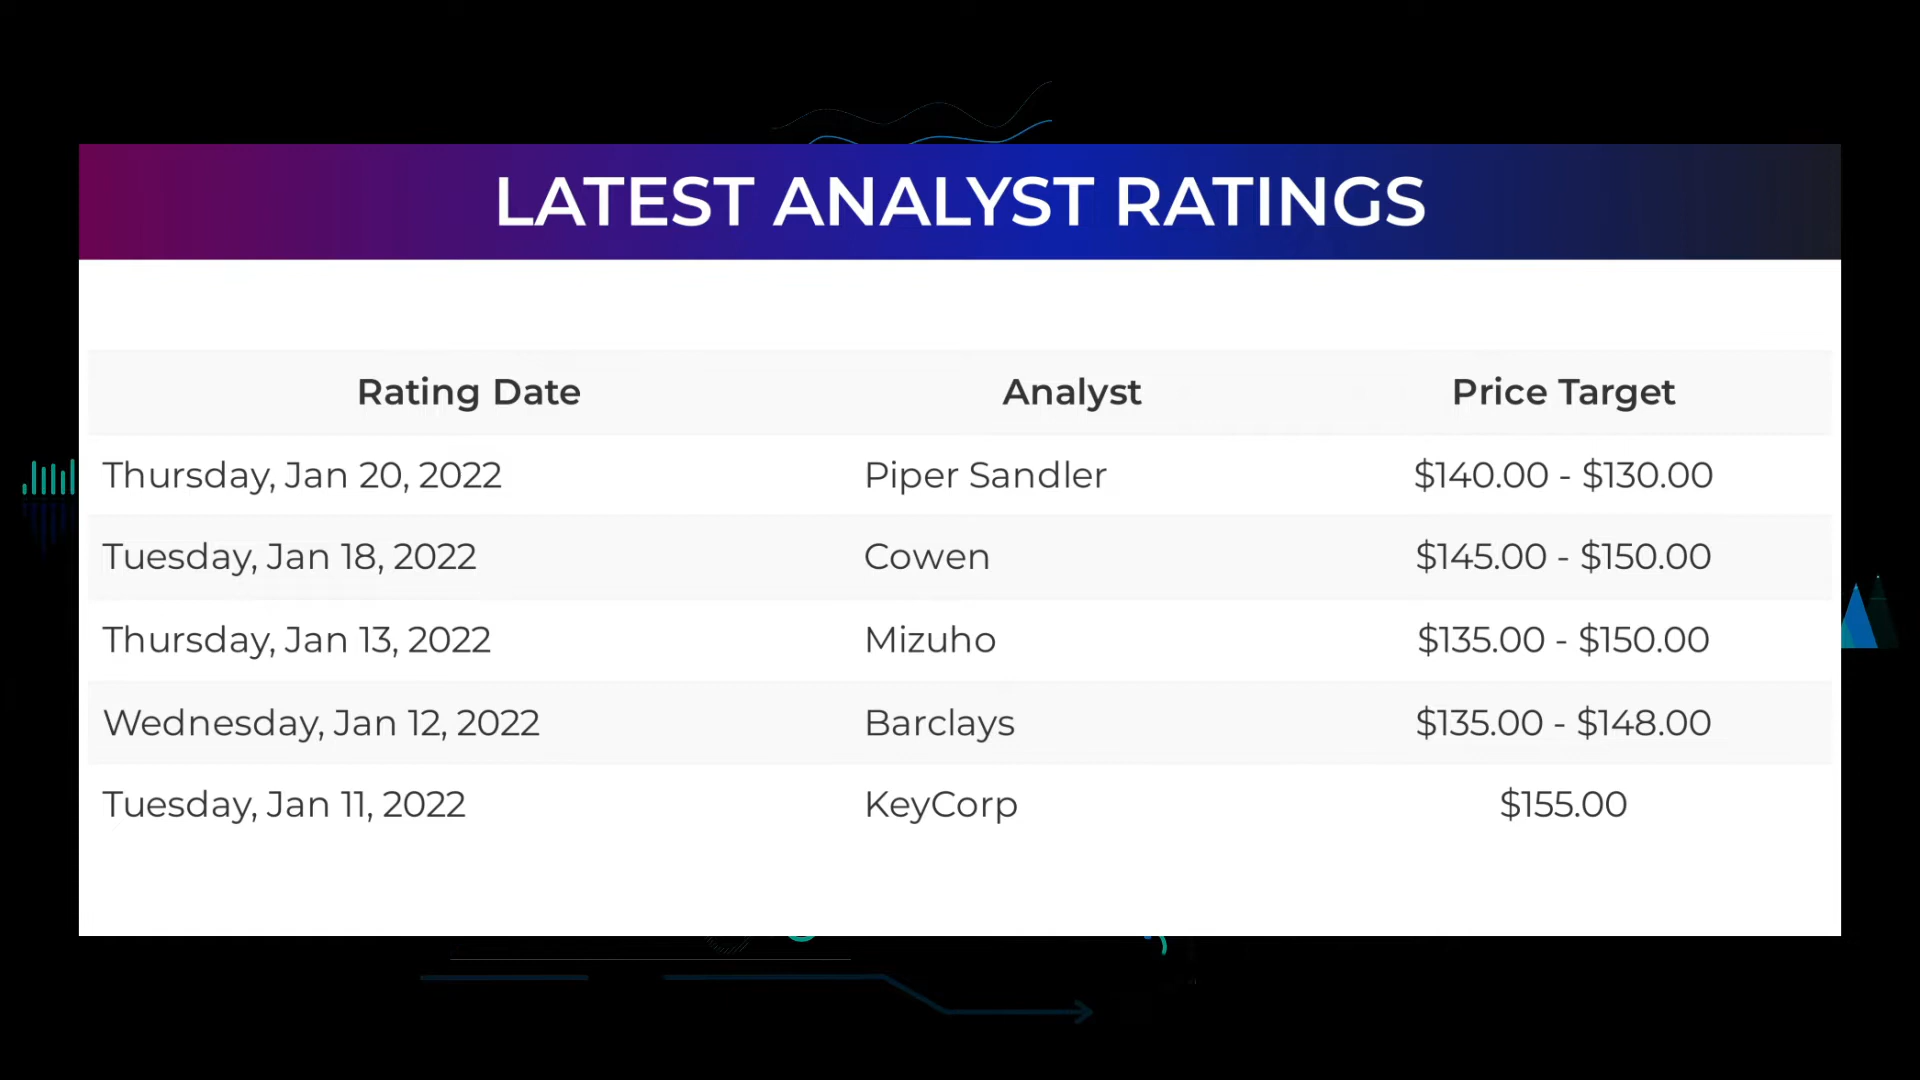 LATEST ANALYST RATINGS
Rating Date Analyst Price Target
Thursday, Jan 20, 2022 Piper Sandler $140.00 - $130.00
Tuesday, Jan 18, 2022 Cowen $145.00 - $150.00
Thursday, Jan 13, 2022 Mizuho $135.00 - $150.00
Wednesday, Jan 12, 2022 Barclays $135.00 - $148.00
Tuesday, Jan 11, 2022 KeyCorp $155.00